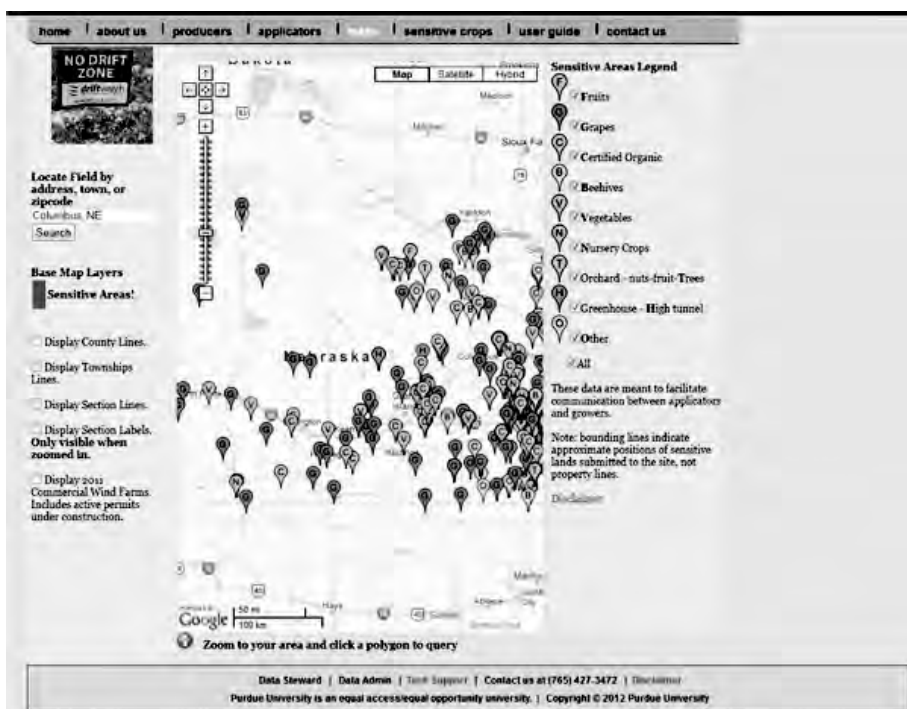 home | about us | producers | applicators | | sensitive crops | user guide | contact us
NO DRIFT
ZONE
driftwatch
Locate Field by
address, town, or
zipcode
Columbus, NE
Search
Base Map Layers
Sensitive Areas!
Display County Lines.
Display Townships
Lines.
Display Section Lines.
Display Section Labels.
Only visible when
zoomed in.
Display 2011
Commercial Wind Farms.
Includes active permits
under construction.
Dakota
Map
Satellite
Hybrid
Madison
Mitchell
Sioux Fa
Nebraska
Hays
Google
50 mi
100 km
Zoom to your area and click a polygon to query
Sensitive Areas Legend
F
Fruits
G
Grapes
C
Certified Organic
B
Beehives
V
Vegetables
N
Nursery Crops
T
Orchard - nuts-fruit-Trees
H
Greenhouse - High tunnel
O
Other
All
These data are meant to facilitate
communication between applicators
and growers.
Note: bounding lines indicate
approximate positions of sensitive
lands submitted to the site, not
property lines.
Disclaimer
Data Steward | Data Admin | Tech Support | Contact us at (765) 427-3472 | Disclaimer
Purdue University is an equal access/equal opportunity university. | Copyright © 2012 Purdue University